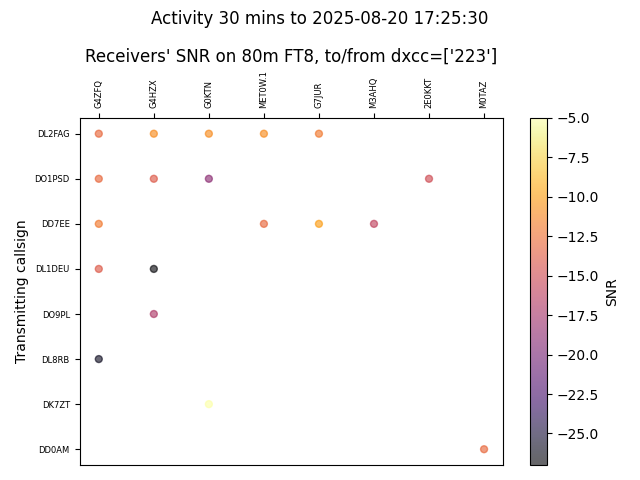 Activity 30 mins to 2025-08-20 17:25:30
Receivers' SNR on 80m FT8, to/from dxcc=['223']
G4ZFQ
G4HZX
G0KTN
MET0W.1
G7JUR
M3AHQ
2E0KKT
M0TAZ
DL2FAG
DO1PSD
DD7EE
DL1DEU
DO9PL
DL8RB
DK7ZT
DD0AM
Transmitting callsign
−5.0
−7.5
−10.0
−12.5
−15.0
−17.5
−20.0
−22.5
−25.0
SNR